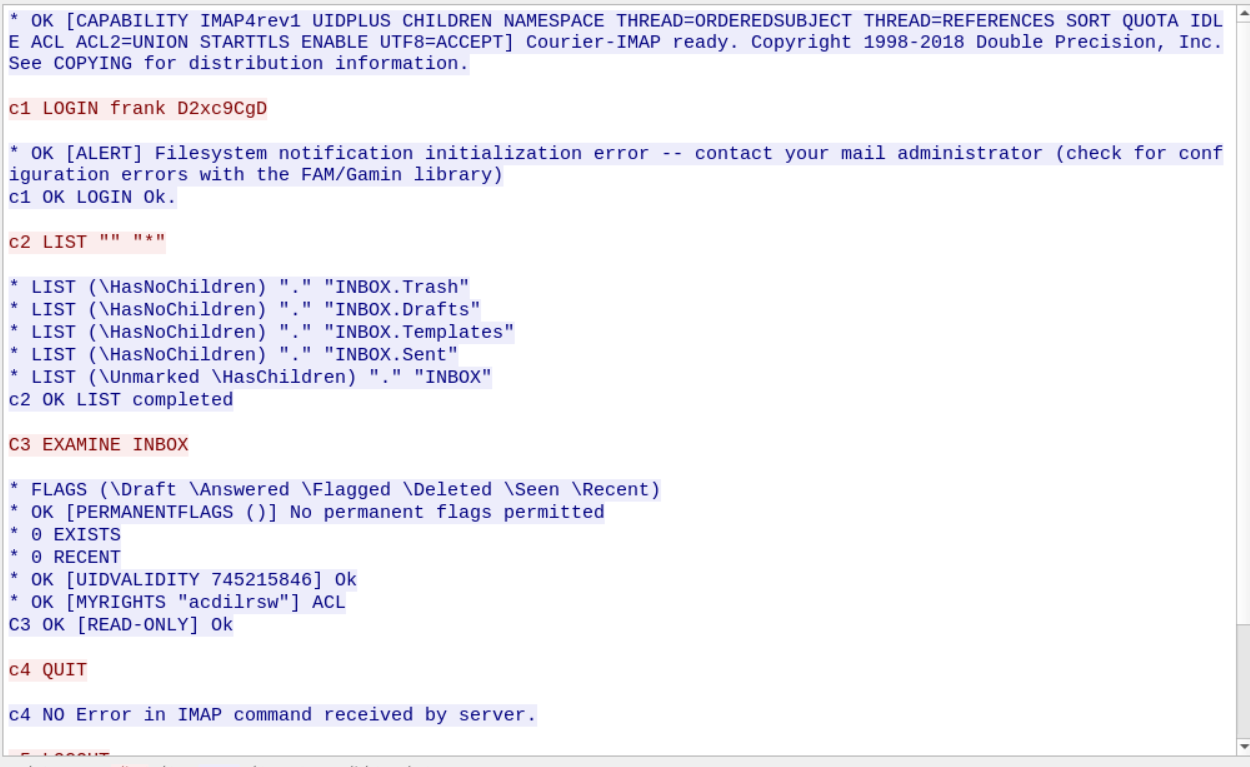 * OK [CAPABILITY IMAP4rev1 UIDPLUS CHILDREN NAMESPACE THREAD=ORDEREDSUBJECT THREAD=REFERENCES SORT QUOTA IDL
E ACL ACL2=UNION STARTTLS ENABLE UTF8=ACCEPT] Courier-IMAP ready. Copyright 1998-2018 Double Precision, Inc.
See COPYING for distribution information.
c1 LOGIN frank D2xc9CgD
* OK [ALERT] Filesystem notification initialization error -- contact your mail administrator (check for conf
iguration errors with the FAM/Gamin library)
c1 OK LOGIN Ok.
c2 LIST "" "*"
* LIST (\HasNoChildren) "." "INBOX.Trash"
* LIST (\HasNoChildren) "." "INBOX.Drafts"
* LIST (\HasNoChildren) "." "INBOX.Templates"
* LIST (\HasNoChildren) "." "INBOX.Sent"
* LIST (\Unmarked \HasChildren) "." "INBOX"
c2 OK LIST completed
C3 EXAMINE INBOX
* FLAGS (\Draft \Answered \Flagged \Deleted \Seen \Recent)
* OK [PERMANENTFLAGS ()] No permanent flags permitted
* 0 EXISTS
* 0 RECENT
* OK [UIDVALIDITY 745215846] Ok
* OK [MYRIGHTS "acdilrsw"] ACL
C3 OK [READ-ONLY] Ok
c4 QUIT
c4 NO Error in IMAP command received by server.